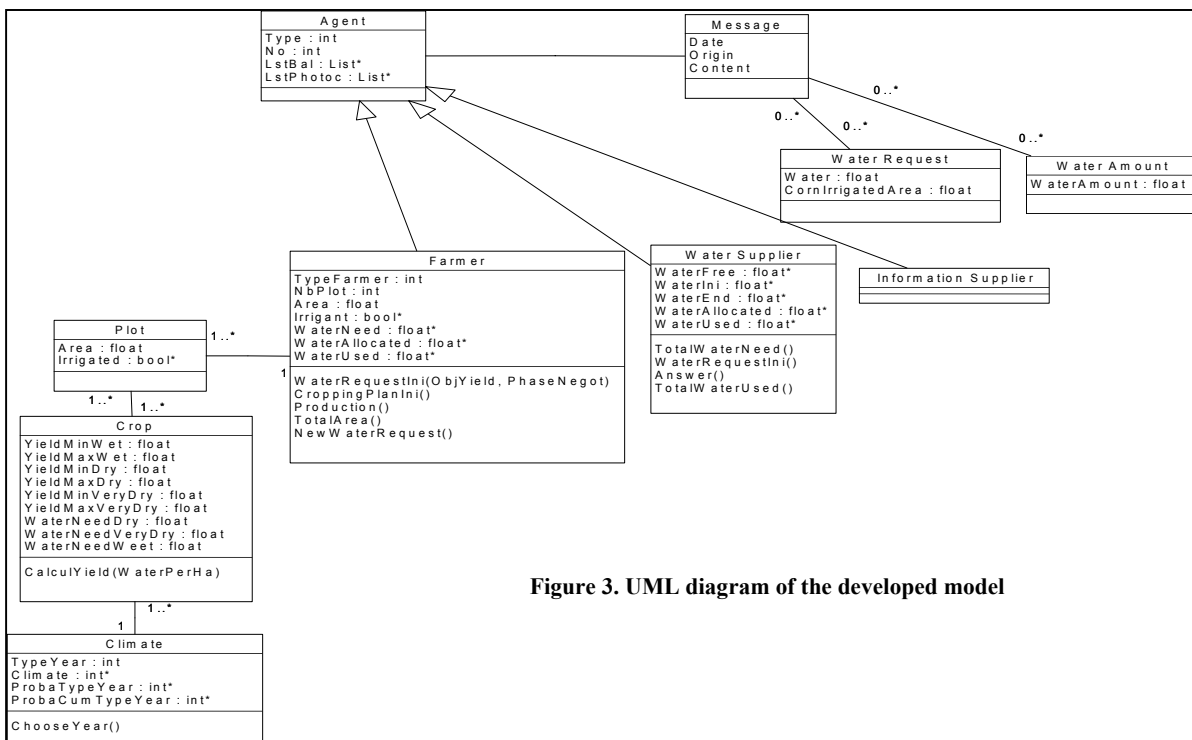 Agent
Type : int
No : int
LstBal : List*
LstPhotoc : List*
Message
Date
Origin
Content
0..*
0..*
0..*
0..*
Water Request
Water : float
CornIrrigatedArea : float
Water Amount
WaterAmount : float
Farmer
TypeFarmer : int
NbPlot : int
Area : float
Irrigant : bool*
WaterNeed : float*
WaterAllocated : float*
WaterUsed : float*
WaterRequestIni(ObjYield, PhaseNegot)
CroppingPlanIni()
Production()
TotalArea()
NewWaterRequest()
Water Supplier
WaterFree : float*
WaterIni : float*
WaterEnd : float*
WaterAllocated : float*
WaterUsed : float*
TotalWaterNeed()
WaterRequestIni()
Answer()
TotalWaterUsed()
Information Supplier
Plot
Area : float
Irrigated : bool*
1..*
1
1..*
1..*
Crop
YieldMinWet : float
YieldMaxWet : float
YieldMinDry : float
YieldMaxDry : float
YieldMinVeryDry : float
YieldMaxVeryDry : float
WaterNeedDry : float
WaterNeedVeryDry : float
WaterNeedWeet : float
CalculYield(WaterPerHa)
1..*
1
Climate
TypeYear : int
Climate : int*
ProbaTypeYear : int*
ProbaCumTypeYear : int*
ChooseYear()
Figure 3. UML diagram of the developed model